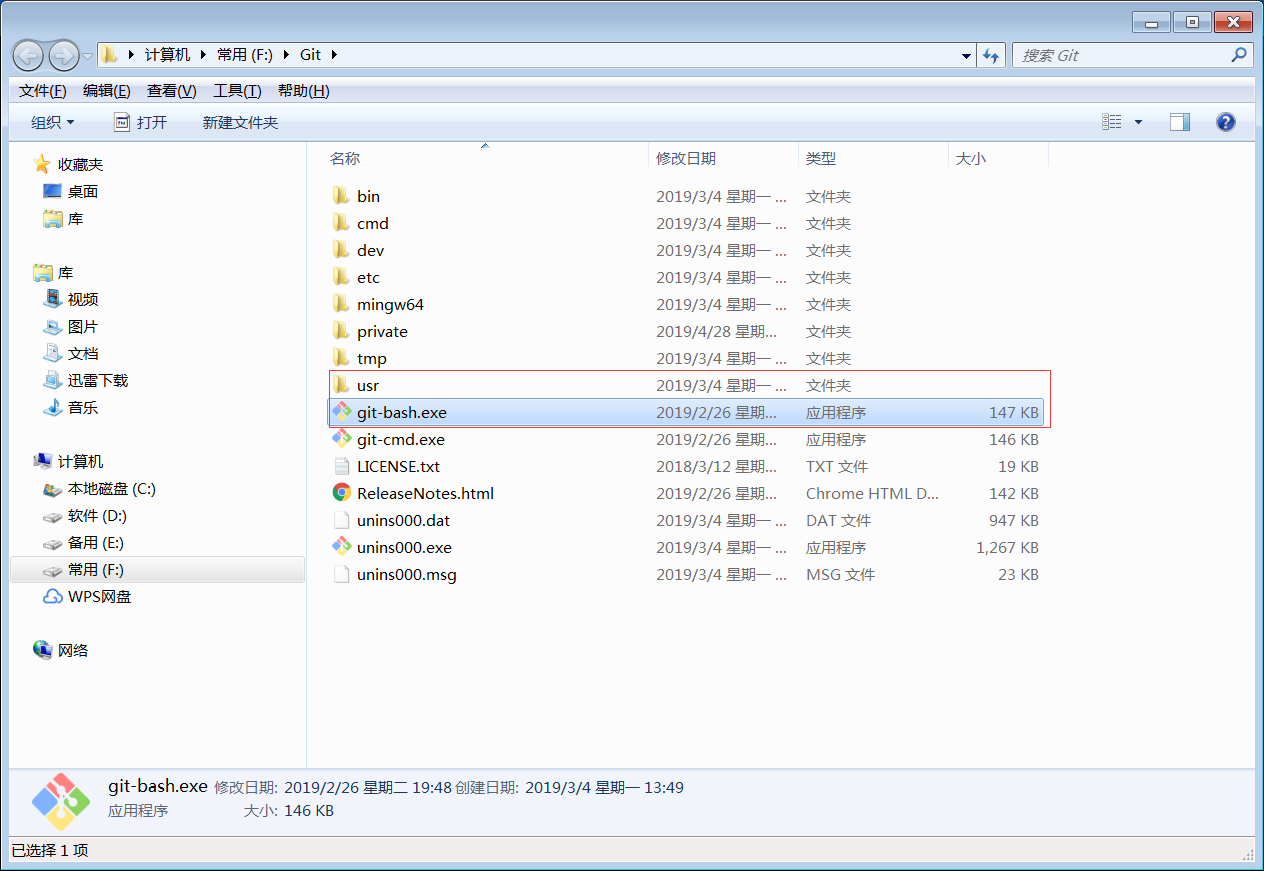 计算机 常用 (F:) Git 搜索 Git
文件(F) 编辑(E) 查看(V) 工具(T) 帮助(H)
组织 打开 新建文件夹
收藏夹
桌面
库
库
视频
图片
文档
迅雷下载
音乐
计算机
本地磁盘 (C:)
软件 (D:)
备用 (E:)
常用 (F:)
WPS网盘
网络
名称 修改日期 类型 大小
bin 2019/3/4 星期一 ... 文件夹
cmd 2019/3/4 星期一 ... 文件夹
dev 2019/3/4 星期一 ... 文件夹
etc 2019/3/4 星期一 ... 文件夹
mingw64 2019/3/4 星期一 ... 文件夹
private 2019/4/28 星期... 文件夹
tmp 2019/3/4 星期一 ... 文件夹
usr 2019/3/4 星期一 ... 文件夹
git-bash.exe 2019/2/26 星期... 应用程序 147 KB
git-cmd.exe 2019/2/26 星期... 应用程序 146 KB
LICENSE.txt 2018/3/12 星期... TXT 文件 19 KB
ReleaseNotes.html 2019/2/26 星期... Chrome HTML D... 142 KB
unins000.dat 2019/3/4 星期一 ... DAT 文件 947 KB
unins000.exe 2019/3/4 星期一 ... 应用程序 1,267 KB
unins000.msg 2019/3/4 星期一 ... MSG 文件 23 KB
git-bash.exe 修改日期: 2019/2/26 星期二 19:48 创建日期: 2019/3/4 星期一 13:49
应用程序 大小: 146 KB
已选择 1 项